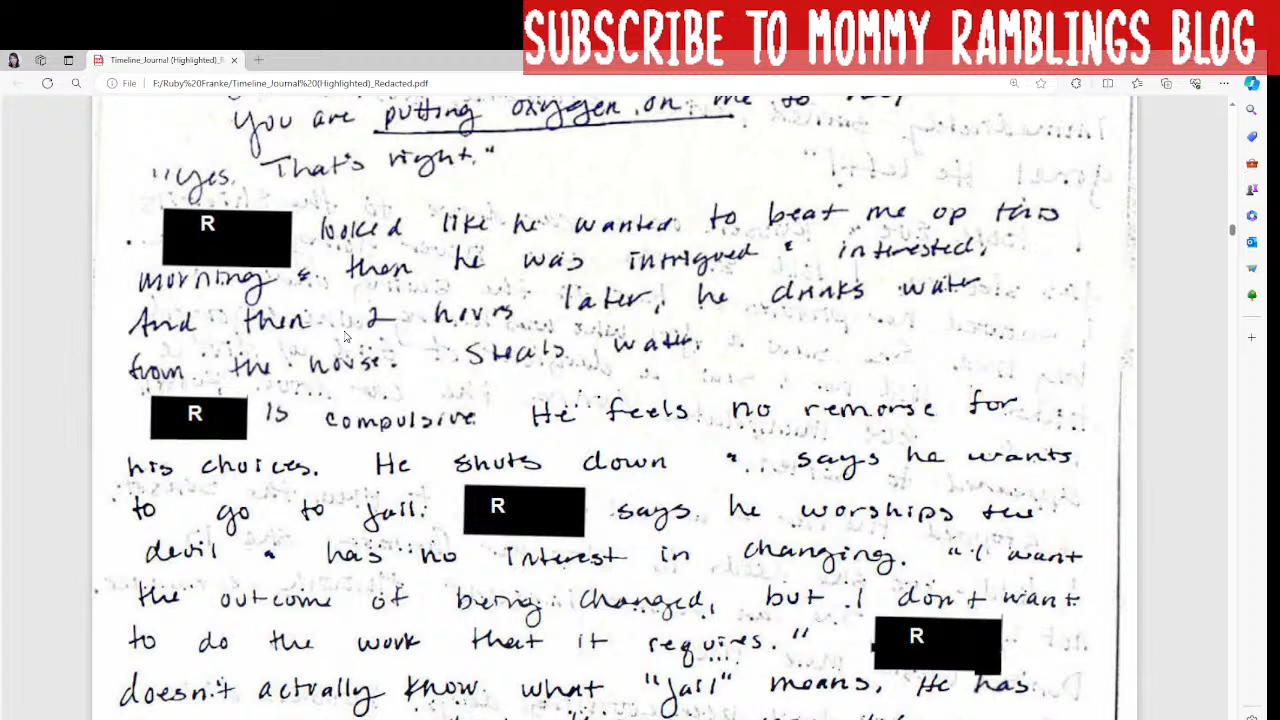 SUBSCRIBE TO MOMMY RAMBLINGS BLOG
Timeline_Journal (Highlighted)_R
File F:/Ruby%20Franke/Timeline_Journal%20(Highlighted)_Redacted.pdf
You are putting oxygen on me to
"Yes. That's right."
R looked like he wanted to beat me up this
morning & then he was intrigued & interested.
And then 2 hours later, he drinks water
from the house. Steals water.
R is compulsive. He feels no remorse for
his choices. He shuts down & says he wants
to go to jail. R says he worships the
devil & has no interest in changing. "I want
the outcome of being changed, but I don't want
to do the work that it requires." R
doesn't actually know what "jail" means. He has